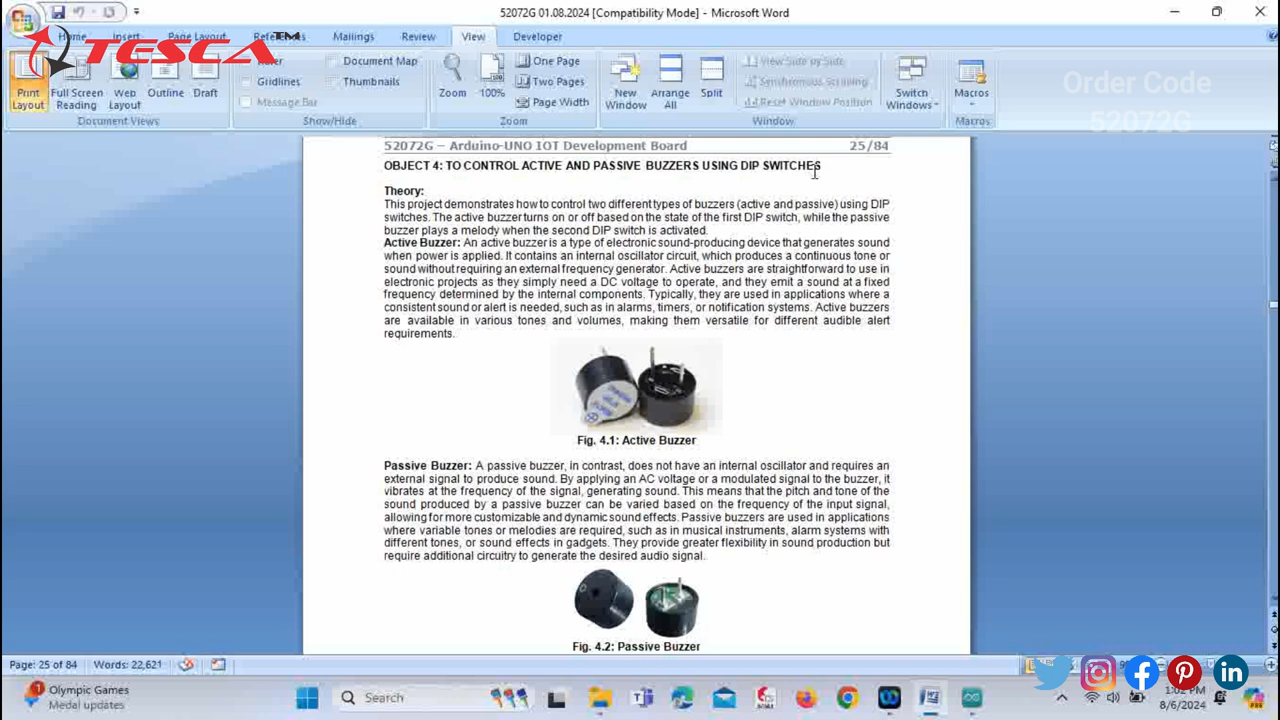 52072G 01.08.2024 [Compatibility Mode] - Microsoft Word
Home Insert Page Layout References Mailings Review View Developer
TESCA™
Ruler
Gridlines
Message Bar
Document Map
Thumbnails
Print Layout
Full Screen Reading
Web Layout
Outline
Draft
Zoom
100%
One Page
Two Pages
Page Width
New Window
Arrange All
Split
View Side by Side
Synchronous Scrolling
Reset Window Position
Switch Windows
Macros
Document Views
Show/Hide
Zoom
Window
Macros
Order Code
52072G
52072G – Arduino-UNO IOT Development Board 25/84
OBJECT 4: TO CONTROL ACTIVE AND PASSIVE BUZZERS USING DIP SWITCHES
Theory:
This project demonstrates how to control two different types of buzzers (active and passive) using DIP
switches. The active buzzer turns on or off based on the state of the first DIP switch, while the passive
buzzer plays a melody when the second DIP switch is activated.
Active Buzzer: An active buzzer is a type of electronic sound-producing device that generates sound
when power is applied. It contains an internal oscillator circuit, which produces a continuous tone or
sound without requiring an external frequency generator. Active buzzers are straightforward to use in
electronic projects as they simply need a DC voltage to operate, and they emit a sound at a fixed
frequency determined by the internal components. Typically, they are used in applications where a
consistent sound or alert is needed, such as in alarms, timers, or notification systems. Active buzzers
are available in various tones and volumes, making them versatile for different audible alert
requirements.
Fig. 4.1: Active Buzzer
Passive Buzzer: A passive buzzer, in contrast, does not have an internal oscillator and requires an
external signal to produce sound. By applying an AC voltage or a modulated signal to the buzzer, it
vibrates at the frequency of the signal, generating sound. This means that the pitch and tone of the
sound produced by a passive buzzer can be varied based on the frequency of the input signal,
allowing for more customizable and dynamic sound effects. Passive buzzers are used in applications
where variable tones or melodies are required, such as in musical instruments, alarm systems with
different tones, or sound effects in gadgets. They provide greater flexibility in sound production but
require additional circuitry to generate the desired audio signal.
Fig. 4.2: Passive Buzzer
Page: 25 of 84 Words: 22,621
1
Olympic Games
Medal updates
Search
1:02 PM
8/6/2024